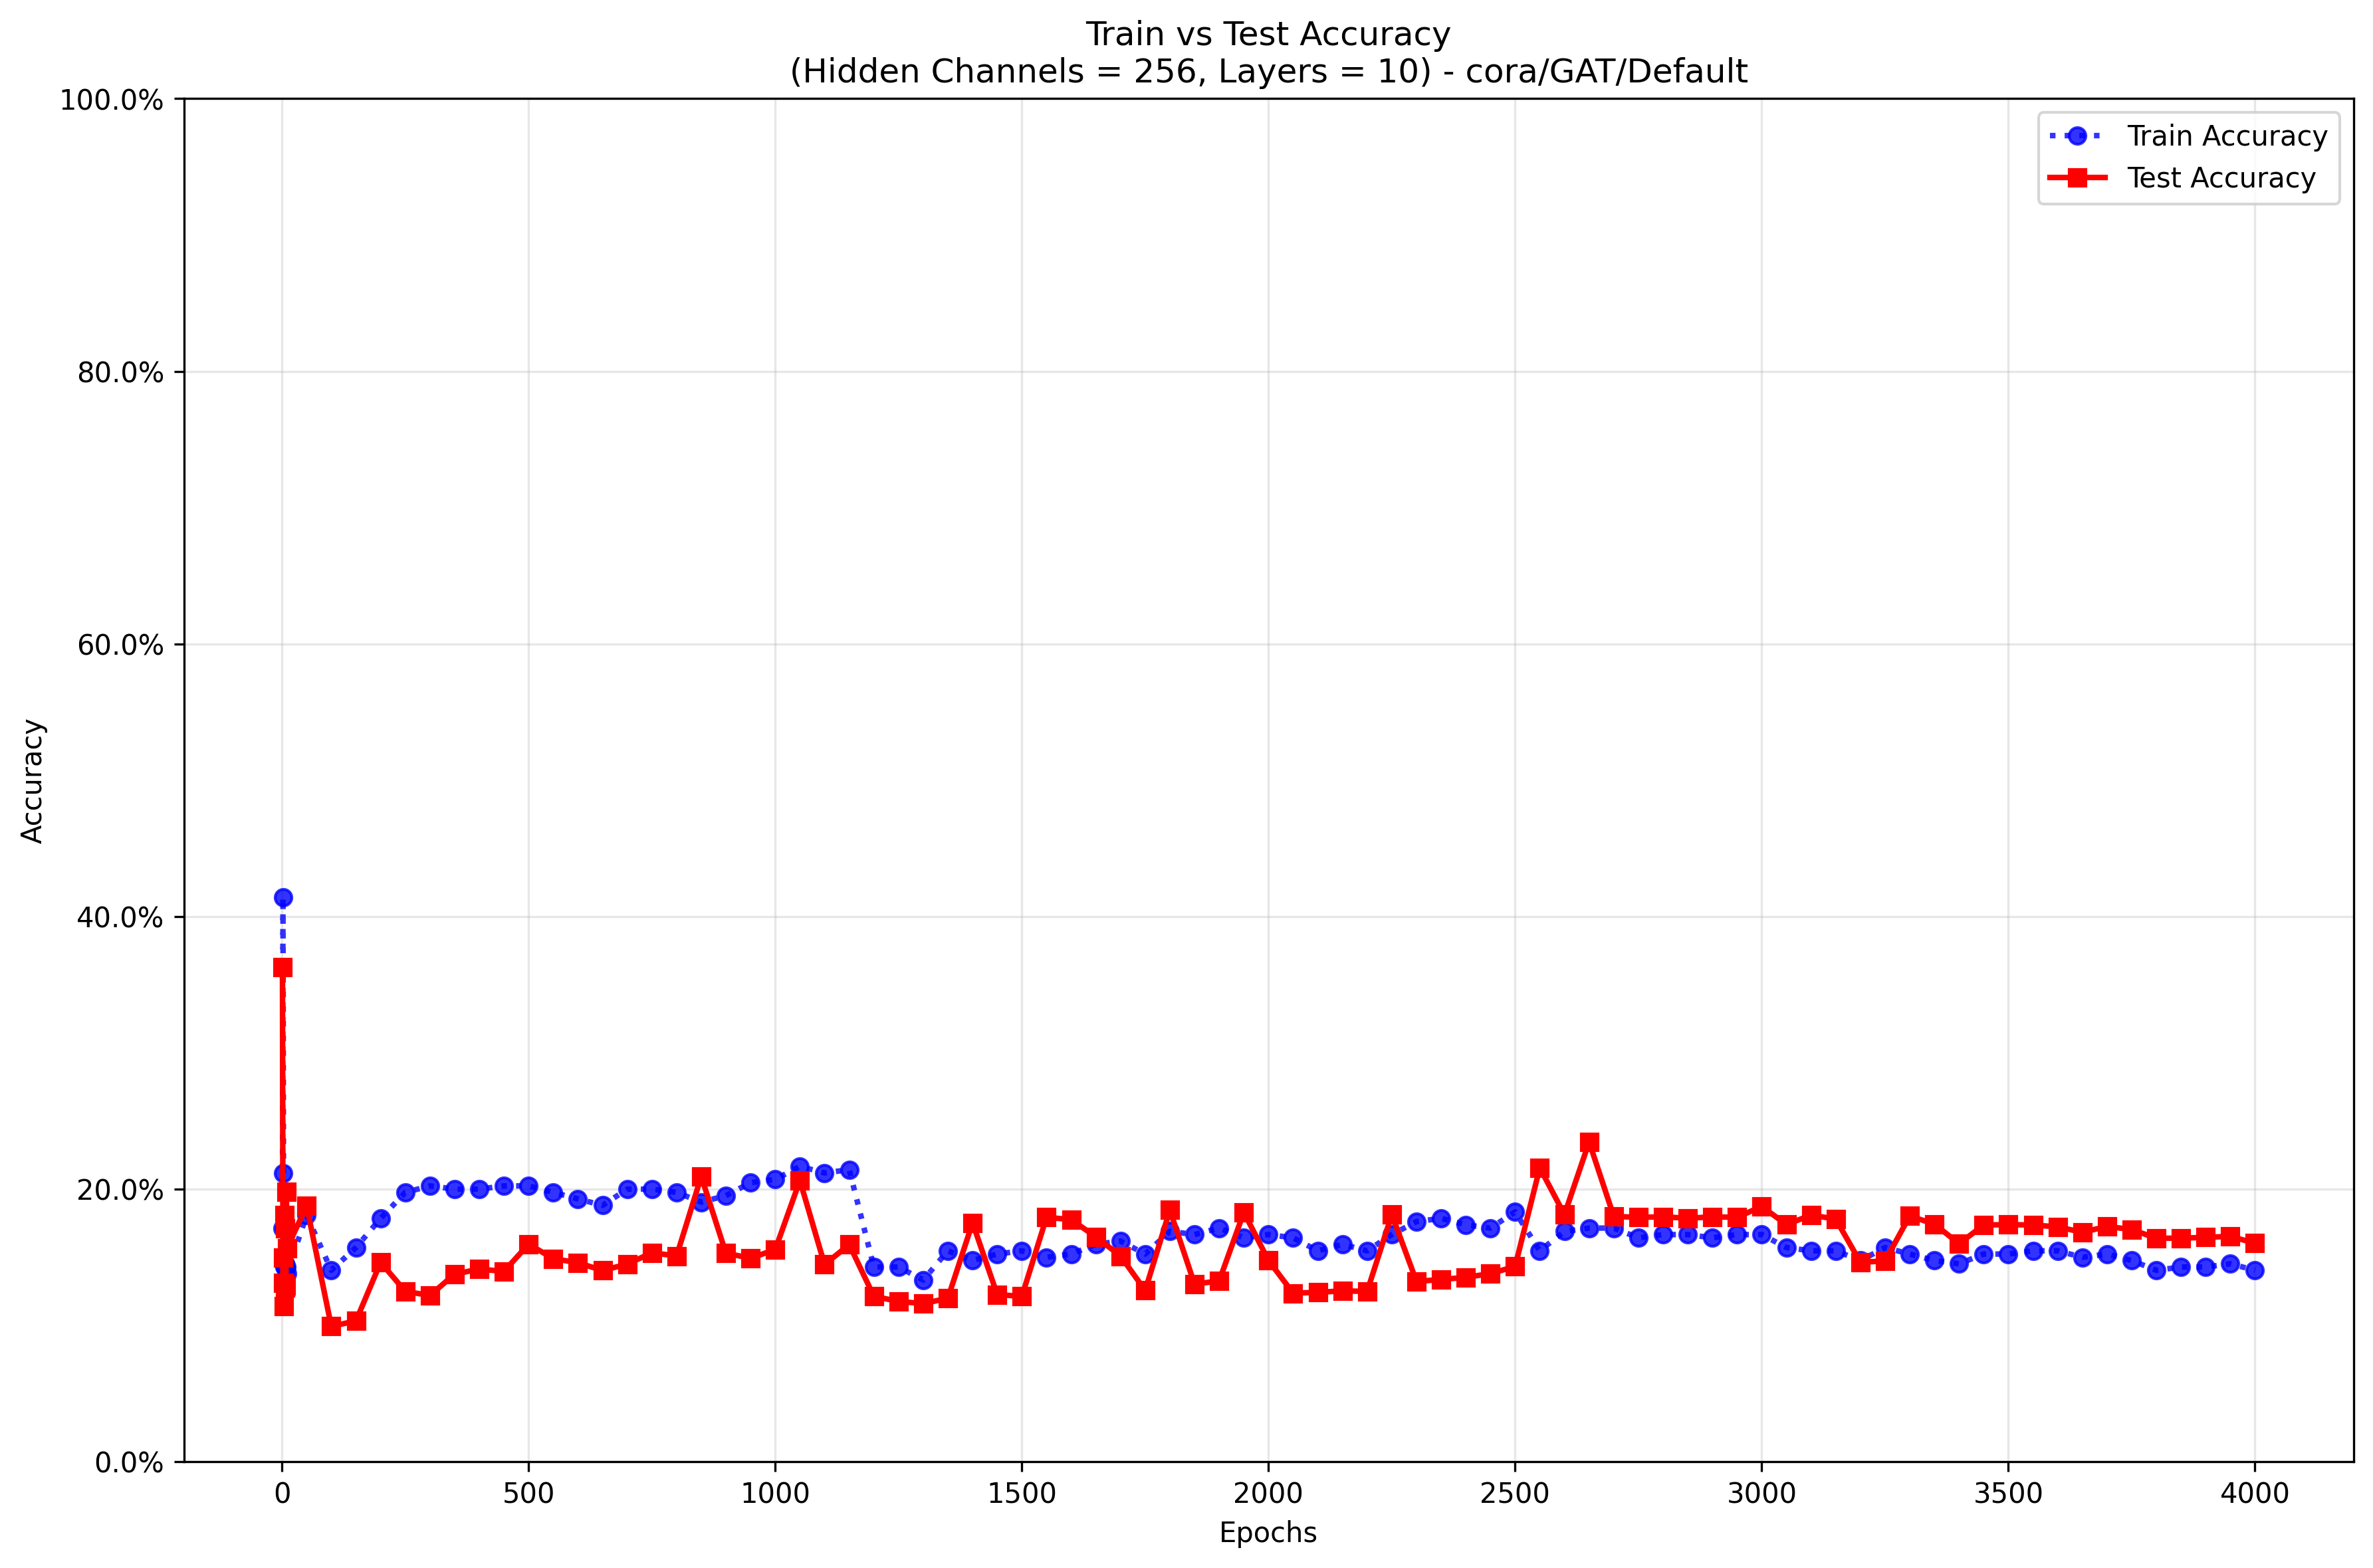 Train vs Test Accuracy
(Hidden Channels = 256, Layers = 10) - cora/GAT/Default
100.0%
80.0%
60.0%
40.0%
20.0%
0.0%
Accuracy
Train Accuracy
Test Accuracy
0 500 1000 1500 2000 2500 3000 3500 4000
Epochs